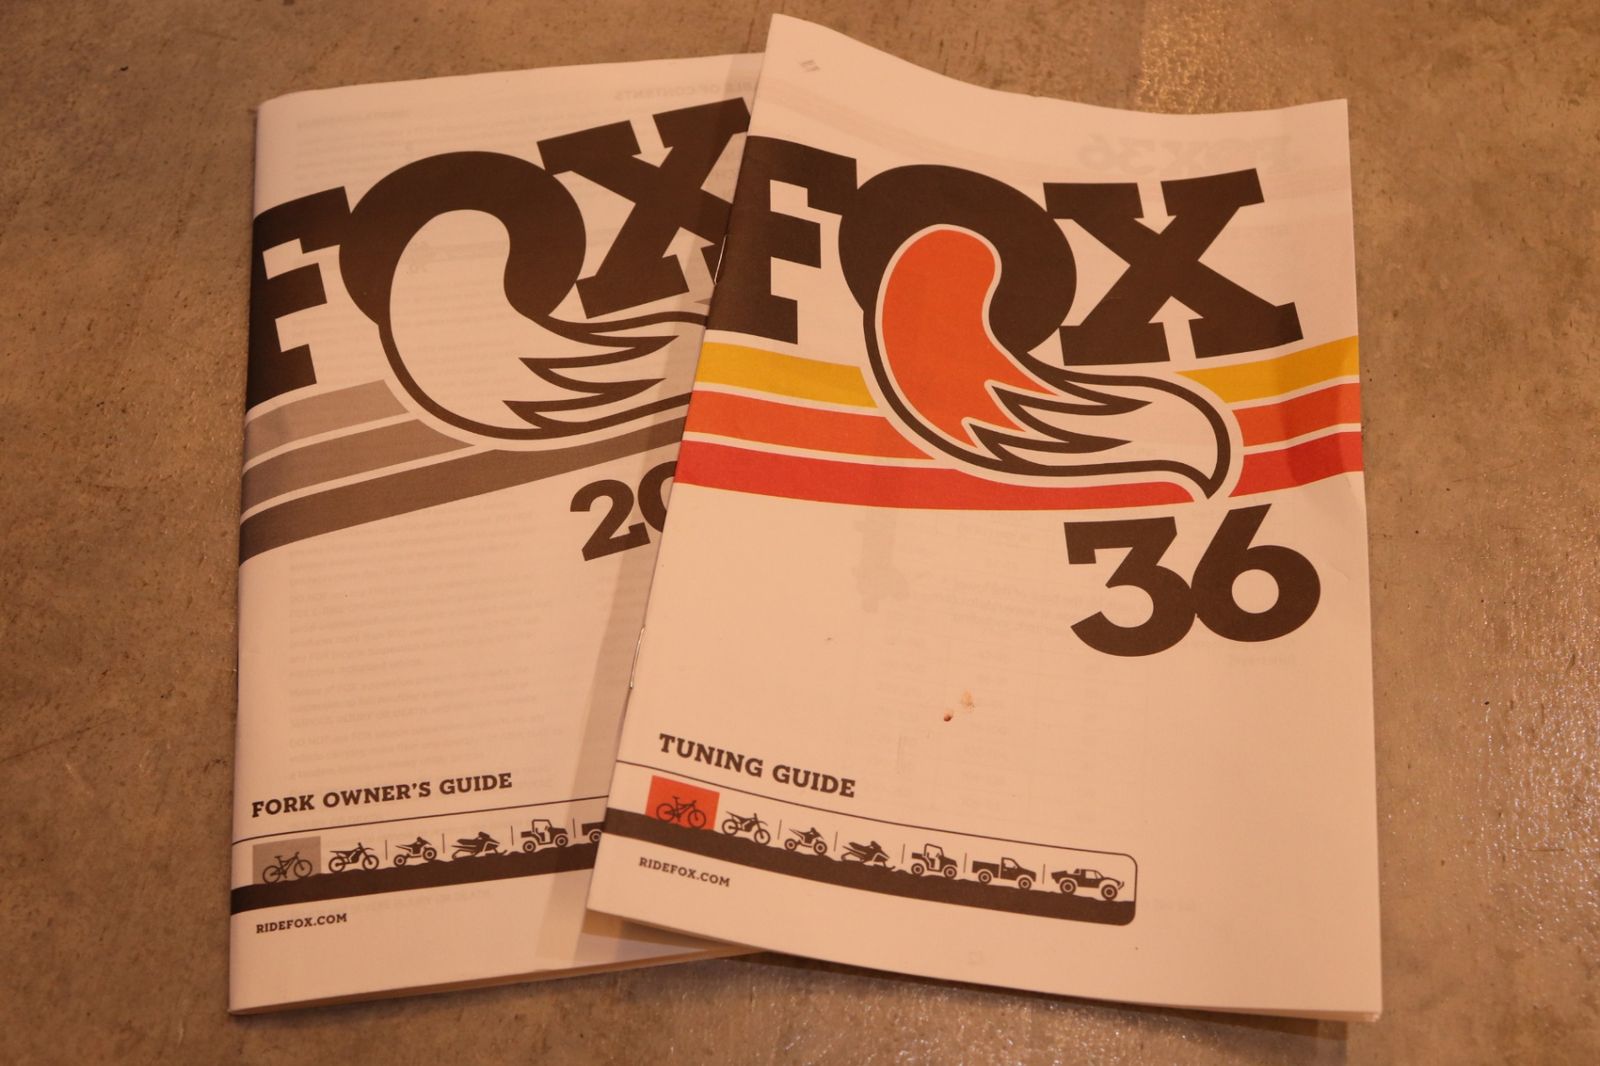 FOX
20
FORK OWNER'S GUIDE
RIDEFOX.COM
FOX
36
TUNING GUIDE
RIDEFOX.COM